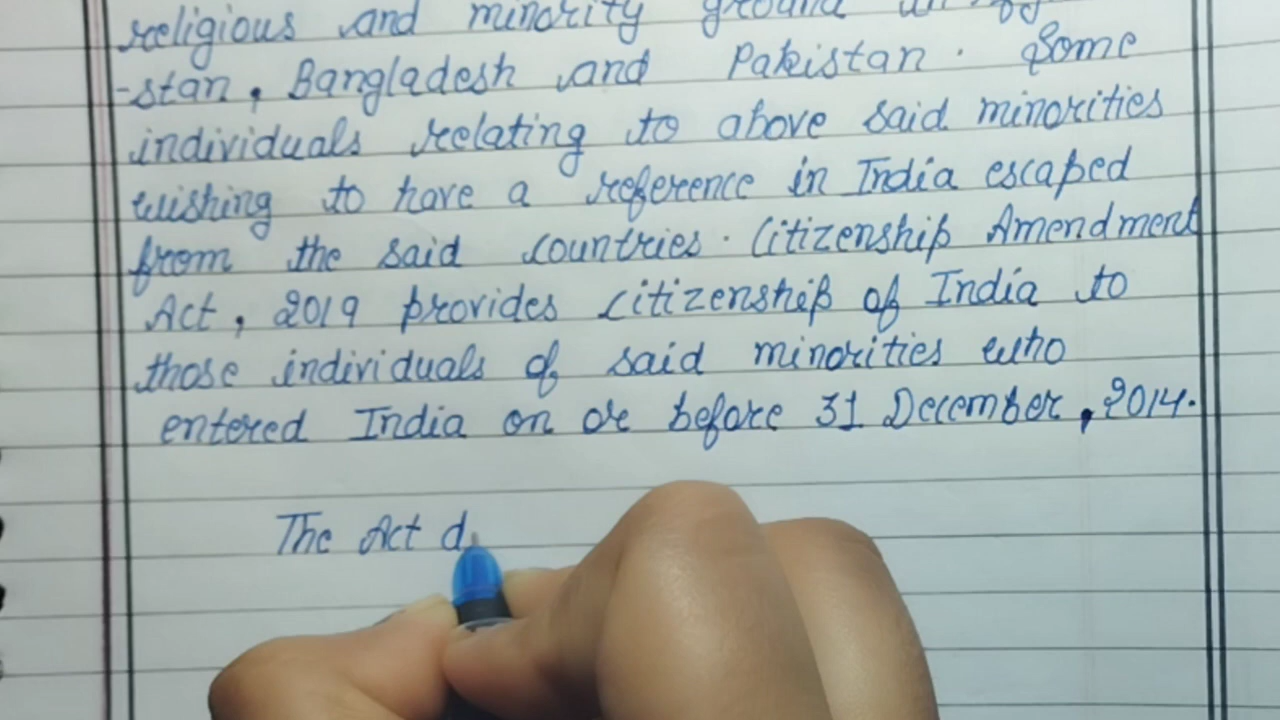 religious and minority ground in
-stan, Bangladesh and Pakistan. Some
individuals relating to above said minorities
wishing to have a reference in India escaped
from the said countries. Citizenship Amendment
Act, 2019 provides citizenship of India to
those individuals of said minorities who
entered India on or before 31 December, 2014.
The Act d